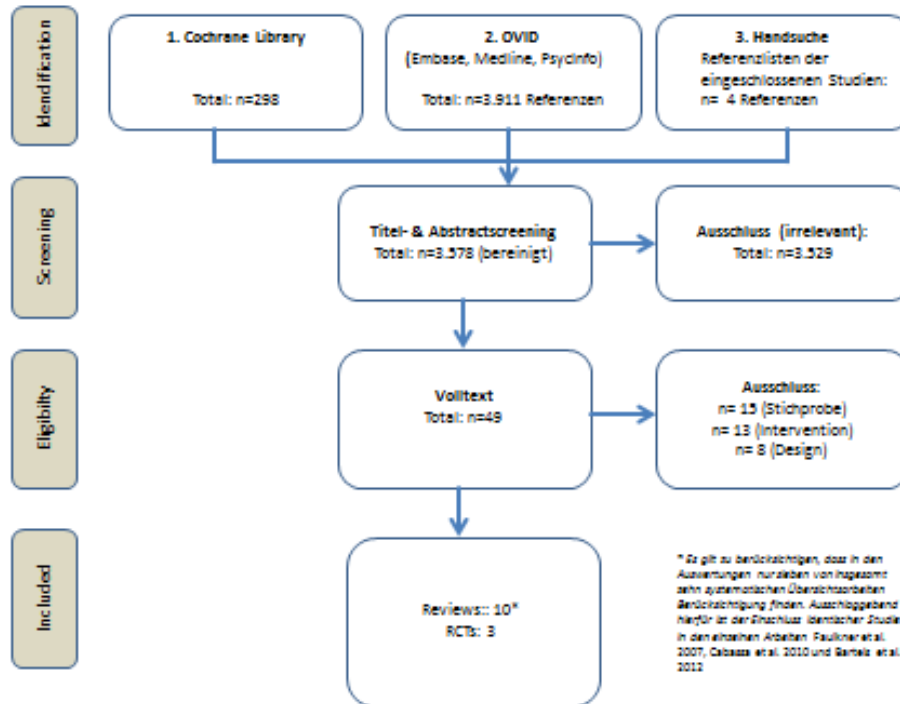 Idendification
1. Cochrane Library
Total: n=298
2. OVID
(Embase, Medline, PsycInfo)
Total: n=3.911 Referenzen
3. Handsuche
Referenzlisten der
eingeschlossenen Studien:
n= 4 Referenzen
Screening
Titel- & Abstractscreening
Total: n=3.578 (bereinigt)
Ausschluss (irrelevant):
Total: n=3.529
Eligibilty
Volltext
Total: n=49
Ausschluss:
n= 15 (Stichprobe)
n= 13 (Intervention)
n= 8 (Design)
Included
Reviews:: 10*
RCTs: 3
* Es gilt zu berücksichtigen, dass in den
Auswertungen nur sieben von insgesamt
zehn systematischen Übersichtsarbeiten
Berücksichtigung finden. Ausschlaggebend
hierfür ist der Einschluss identischer Studie
in den einzelnen Arbeiten Faulkner et al.
2007, Cabassa et al. 2010 und Bartels et al.
2012